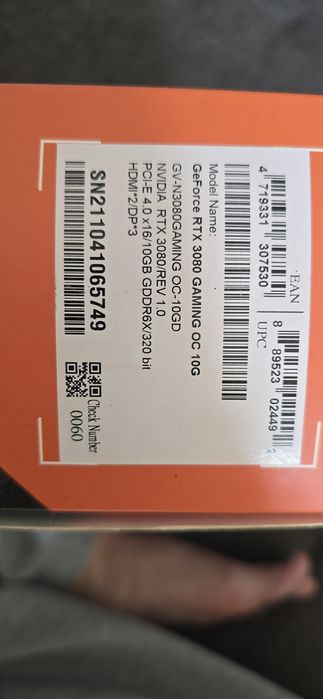 EAN
4 719331 307530
UPC
8 89523 02449 2
Model Name:
GeForce RTX 3080 GAMING OC 10G
GV-N3080GAMING OC-10GD
NVIDIA RTX 3080/REV 1.0
PCI-E 4.0 x16/10GB GDDR6X/320 bit
HDMI*2/DP*3
SN211041065749
Check Number
0060